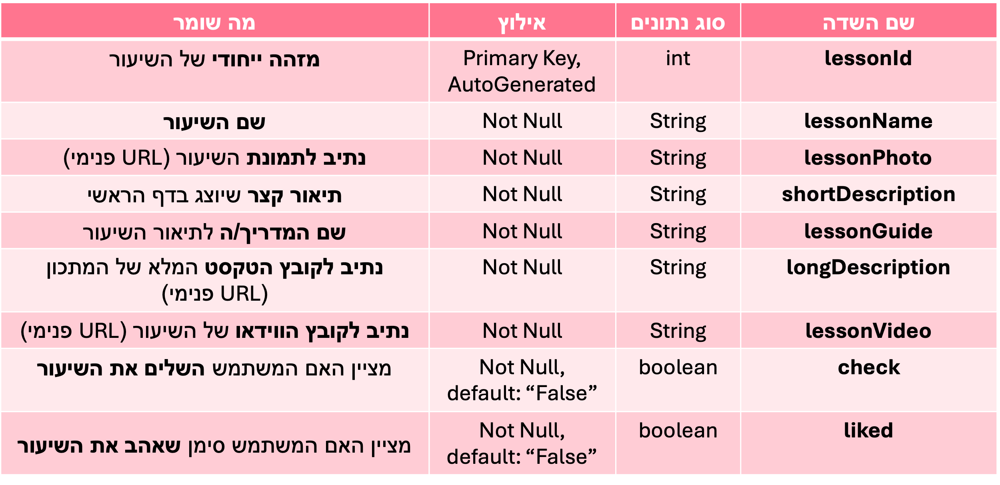 שם השדה סוג נתונים אילוץ מה שומר
lessonId int Primary Key, מזהה ייחודי של השיעור
AutoGenerated
lessonName String Not Null שם השיעור
lessonPhoto String Not Null נתיב לתמונת השיעור (URL פנימי)
shortDescription String Not Null תיאור קצר שיוצג בדף הראשי
lessonGuide String Not Null שם המדריך/ה לתיאור השיעור
longDescription String Not Null נתיב לקובץ הטקסט המלא של המתכון
(URL פנימי)
lessonVideo String Not Null נתיב לקובץ הווידאו של השיעור (URL פנימי)
check boolean Not Null, מציין האם המשתמש השלים את השיעור
default: “False”
liked boolean Not Null, מציין האם המשתמש סימן שאהב את השיעור
default: “False”